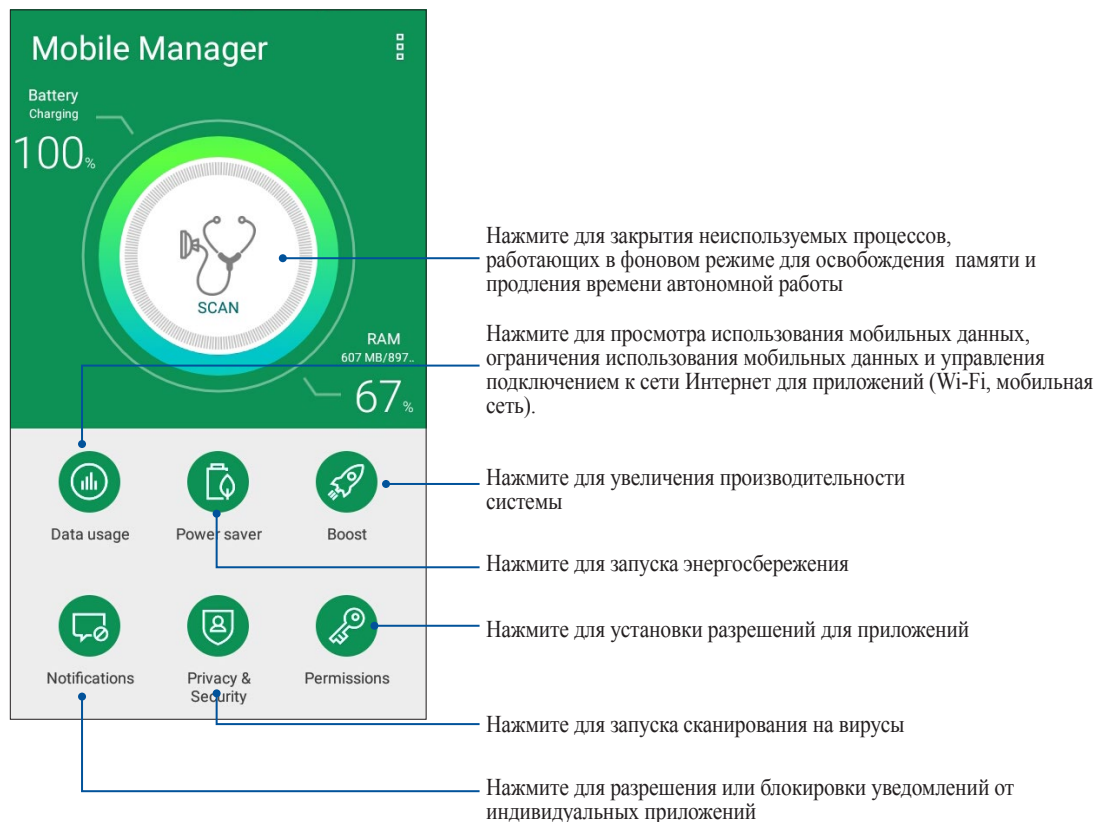 Mobile Manager
Battery
Charging
100%
SCAN
RAM
607 MB/897..
67%
Data usage
Power saver
Boost
Notifications
Privacy &
Security
Permissions
Нажмите для закрытия неиспользуемых процессов,
работающих в фоновом режиме для освобождения памяти и
продления времени автономной работы
Нажмите для просмотра использования мобильных данных,
ограничения использования мобильных данных и управления
подключением к сети Интернет для приложений (Wi-Fi, мобильная
сеть).
Нажмите для увеличения производительности
системы
Нажмите для запуска энергосбережения
Нажмите для установки разрешений для приложений
Нажмите для запуска сканирования на вирусы
Нажмите для разрешения или блокировки уведомлений от
индивидуальных приложений